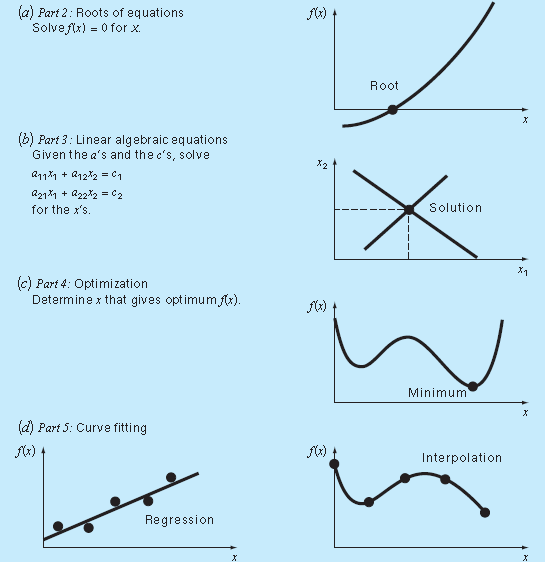 (a) Part 2: Roots of equations
Solve f(x) = 0 for x.
f(x)
Root
x
(b) Part 3: Linear algebraic equations
Given the a's and the c's, solve
a₁₁x₁ + a₁₂x₂ = c₁
a₂₁x₁ + a₂₂x₂ = c₂
for the x's.
x₂
Solution
x₁
(c) Part 4: Optimization
Determine x that gives optimum f(x).
f(x)
Minimum
x
(d) Part 5: Curve fitting
f(x)
Regression
x
f(x)
Interpolation
x